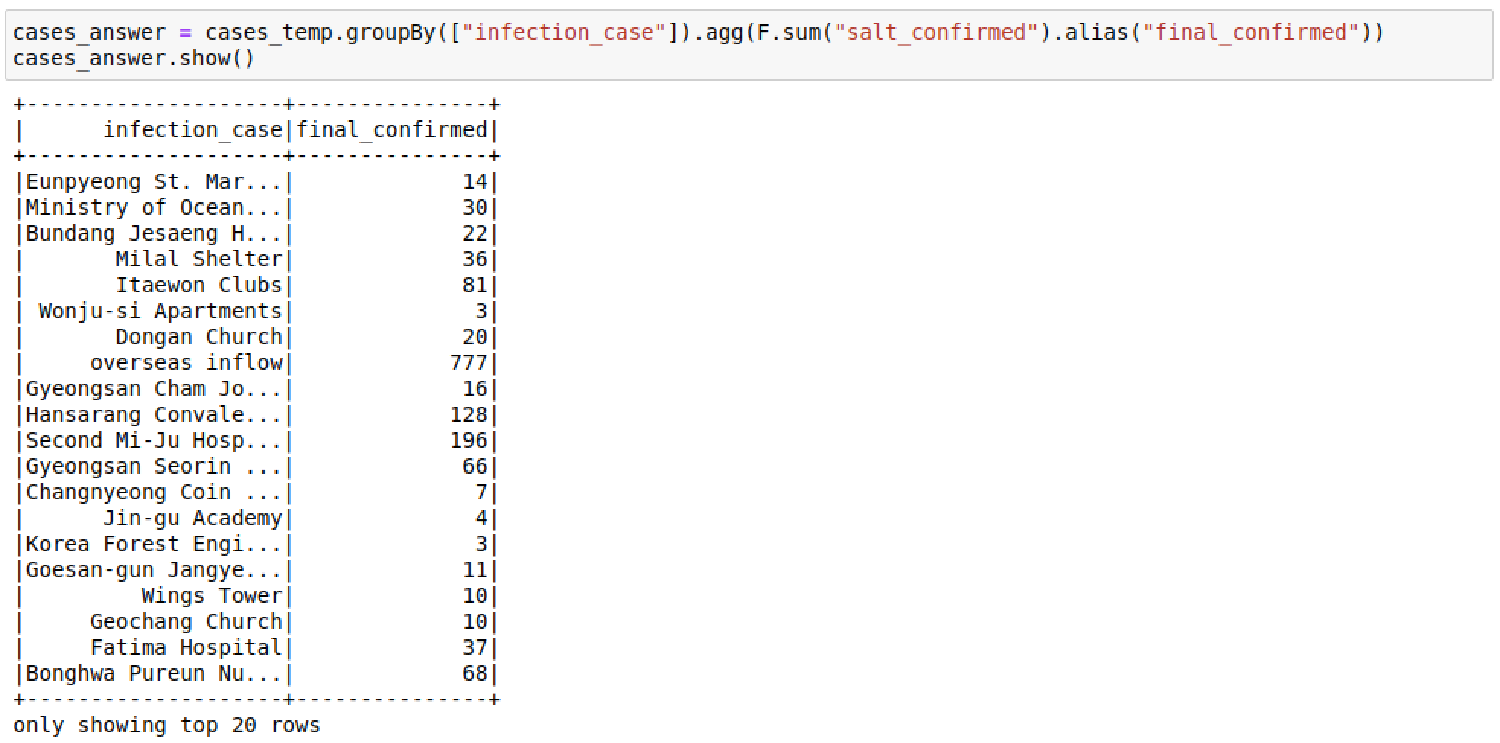 cases_answer = cases_temp.groupBy(["infection_case"]).agg(F.sum("salt_confirmed").alias("final_confirmed"))
cases_answer.show()
+--------------------+---------------+
|      infection_case|final_confirmed|
+--------------------+---------------+
|Eunpyeong St. Mar...|             14|
|Ministry of Ocean...|             30|
|Bundang Jesaeng H...|             22|
|       Milal Shelter|             36|
|       Itaewon Clubs|             81|
| Wonju-si Apartments|              3|
|       Dongan Church|             20|
|     overseas inflow|            777|
|Gyeongsan Cham Jo...|             16|
|Hansarang Convale...|            128|
|Second Mi-Ju Hosp...|            196|
|Gyeongsan Seorin ...|             66|
|Changnyeong Coin ...|              7|
|      Jin-gu Academy|              4|
|Korea Forest Engi...|              3|
|Goesan-gun Jangye...|             11|
|         Wings Tower|             10|
|     Geochang Church|             10|
|     Fatima Hospital|             37|
|Bonghwa Pureun Nu...|             68|
+--------------------+---------------+
only showing top 20 rows